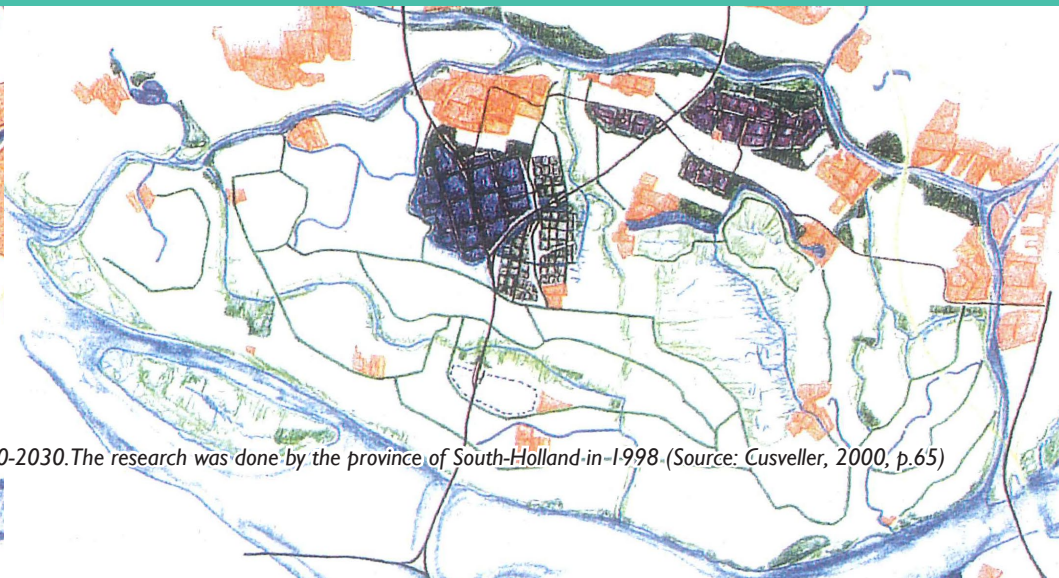 0-2030. The research was done by the province of South-Holland in 1998 (Source: Cusveller, 2000, p.65)